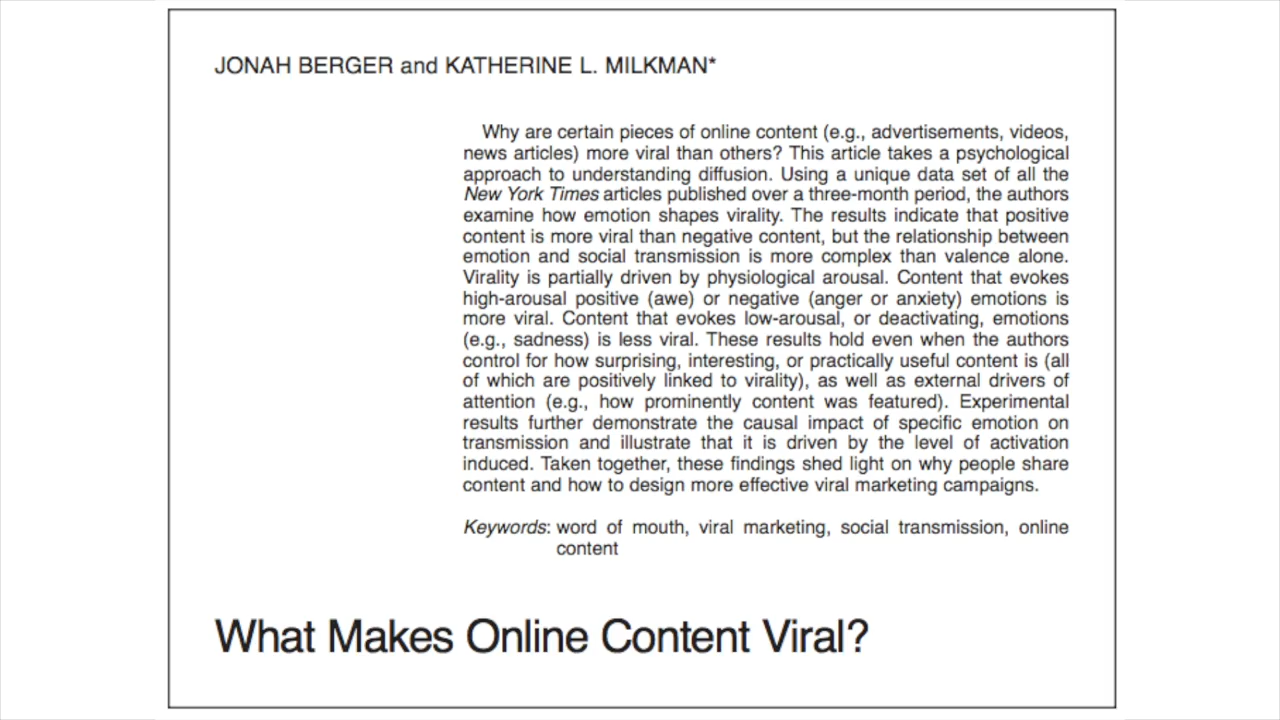 JONAH BERGER and KATHERINE L. MILKMAN*
Why are certain pieces of online content (e.g., advertisements, videos,
news articles) more viral than others? This article takes a psychological
approach to understanding diffusion. Using a unique data set of all the
New York Times articles published over a three-month period, the authors
examine how emotion shapes virality. The results indicate that positive
content is more viral than negative content, but the relationship between
emotion and social transmission is more complex than valence alone.
Virality is partially driven by physiological arousal. Content that evokes
high-arousal positive (awe) or negative (anger or anxiety) emotions is
more viral. Content that evokes low-arousal, or deactivating, emotions
(e.g., sadness) is less viral. These results hold even when the authors
control for how surprising, interesting, or practically useful content is (all
of which are positively linked to virality), as well as external drivers of
attention (e.g., how prominently content was featured). Experimental
results further demonstrate the causal impact of specific emotion on
transmission and illustrate that it is driven by the level of activation
induced. Taken together, these findings shed light on why people share
content and how to design more effective viral marketing campaigns.
Keywords: word of mouth, viral marketing, social transmission, online
content
What Makes Online Content Viral?